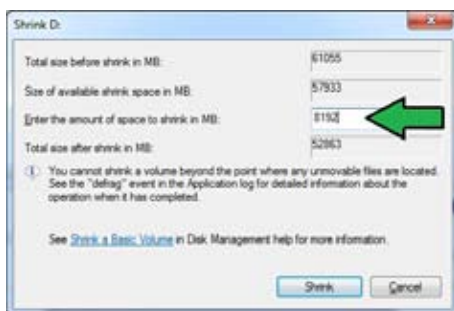 Shrink D:
Total size before shrink in MB: 61055
Size of available shrink space in MB: 57933
Enter the amount of space to shrink in MB: 8192
Total size after shrink in MB: 52863
You cannot shrink a volume beyond the point where any unmovable files are located.
See the "defrag" event in the Application log for detailed information about the
operation when it has completed.
See Shrink a Basic Volume in Disk Management help for more information.
Shrink Cancel